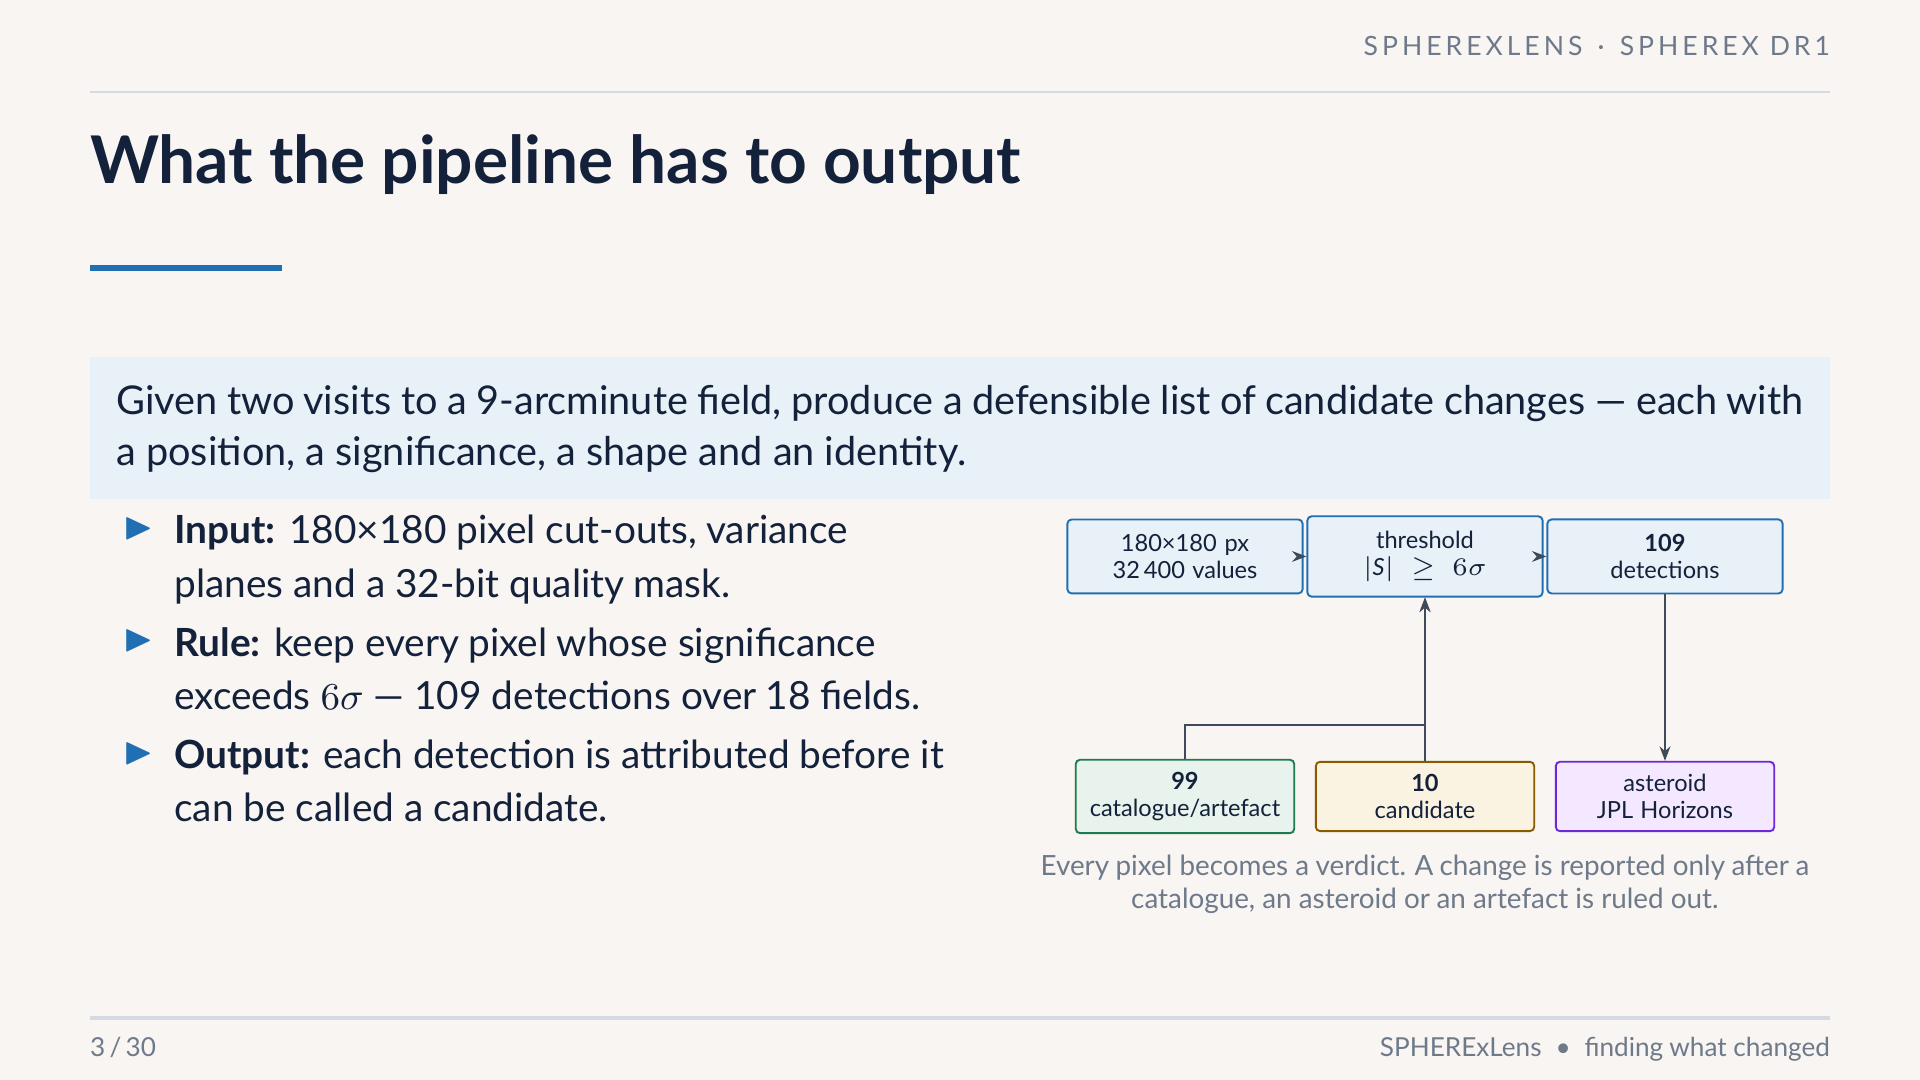 SPHEREXLENS · SPHEREX DR1
What the pipeline has to output
Given two visits to a 9-arcminute field, produce a defensible list of candidate changes — each with
a position, a significance, a shape and an identity.
► Input: 180×180 pixel cut-outs, variance
planes and a 32-bit quality mask.
► Rule: keep every pixel whose significance
exceeds 6σ — 109 detections over 18 fields.
► Output: each detection is attributed before it
can be called a candidate.
180×180 px
32 400 values
threshold
|S| ≥ 6σ
109
detections
99
catalogue/artefact
10
candidate
asteroid
JPL Horizons
Every pixel becomes a verdict. A change is reported only after a
catalogue, an asteroid or an artefact is ruled out.
3 / 30
SPHERExLens • finding what changed